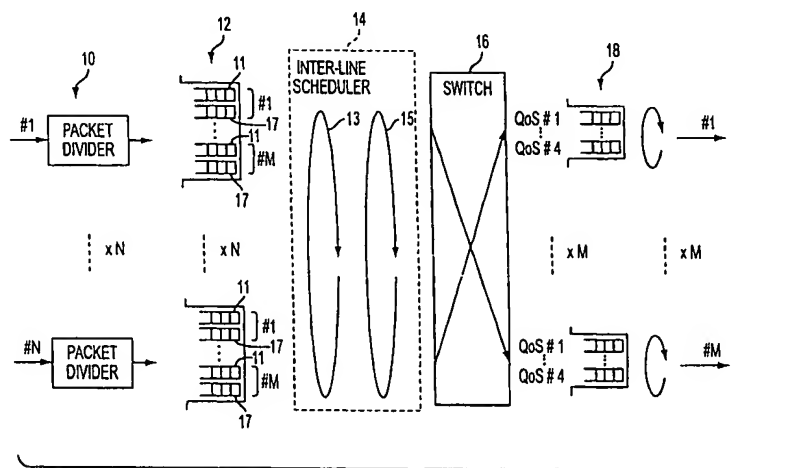 14
12
16
10
11
INTER-LINE
SCHEDULER
18
#1
SWITCH
#1
PACKET
DIVIDER
17
11
13
15
QoS # 1
QoS # 4
#1
#M
17
x N
x N
x M
x M
11
#1
#N
PACKET
DIVIDER
17
11
QoS # 1
QoS # 4
#M
#M
17